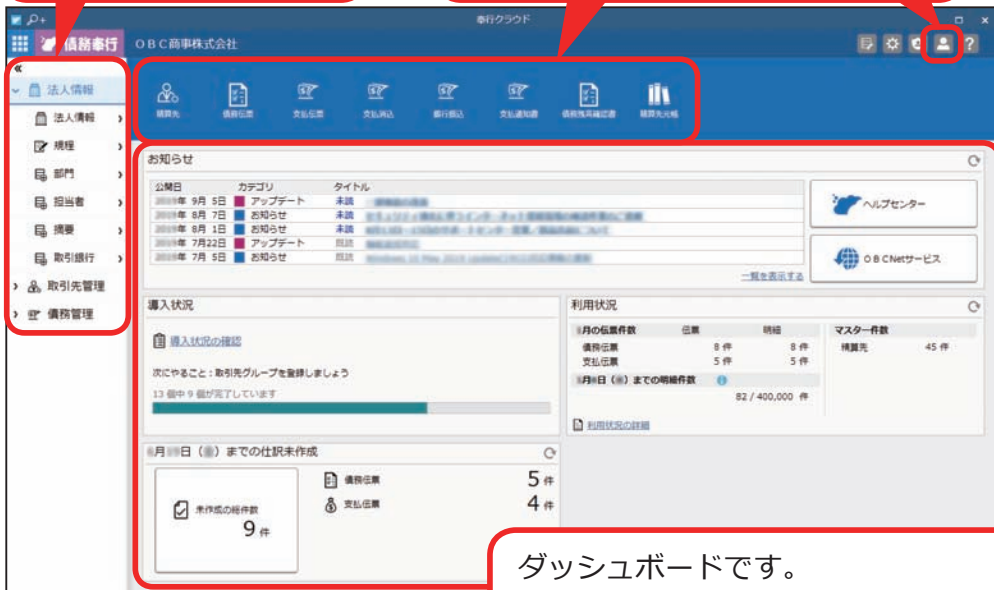 奉行クラウド
債務奉行 OBC商事株式会社
法人情報
法人情報
規程
部門
担当者
摘要
取引銀行
取引先管理
債務管理
精算先 債務伝票 支払伝票 支払消込 銀行振込 支払通知書 債務残高確認書 精算先元帳
お知らせ
公開日 カテゴリ タイトル
年 9月 5日 アップデート 未読
年 8月 7日 お知らせ 未読
年 8月 1日 お知らせ 未読
年 7月22日 アップデート 既読
年 7月 5日 お知らせ 既読
一覧を表示する
ヘルプセンター
OBCNetサービス
導入状況
導入状況の確認
次にやること：取引先グループを登録しましょう
13 個中 9 個が完了しています
利用状況
月の伝票件数 伝票 明細
債務伝票 8 件 8 件
支払伝票 5 件 5 件
月 日（ ）までの明細件数
82 / 400,000 件
利用状況の詳細
マスター件数
精算先 45 件
月 日（ ）までの仕訳未作成
未作成の総件数
9 件
債務伝票 5 件
支払伝票 4 件
ダッシュボードです。